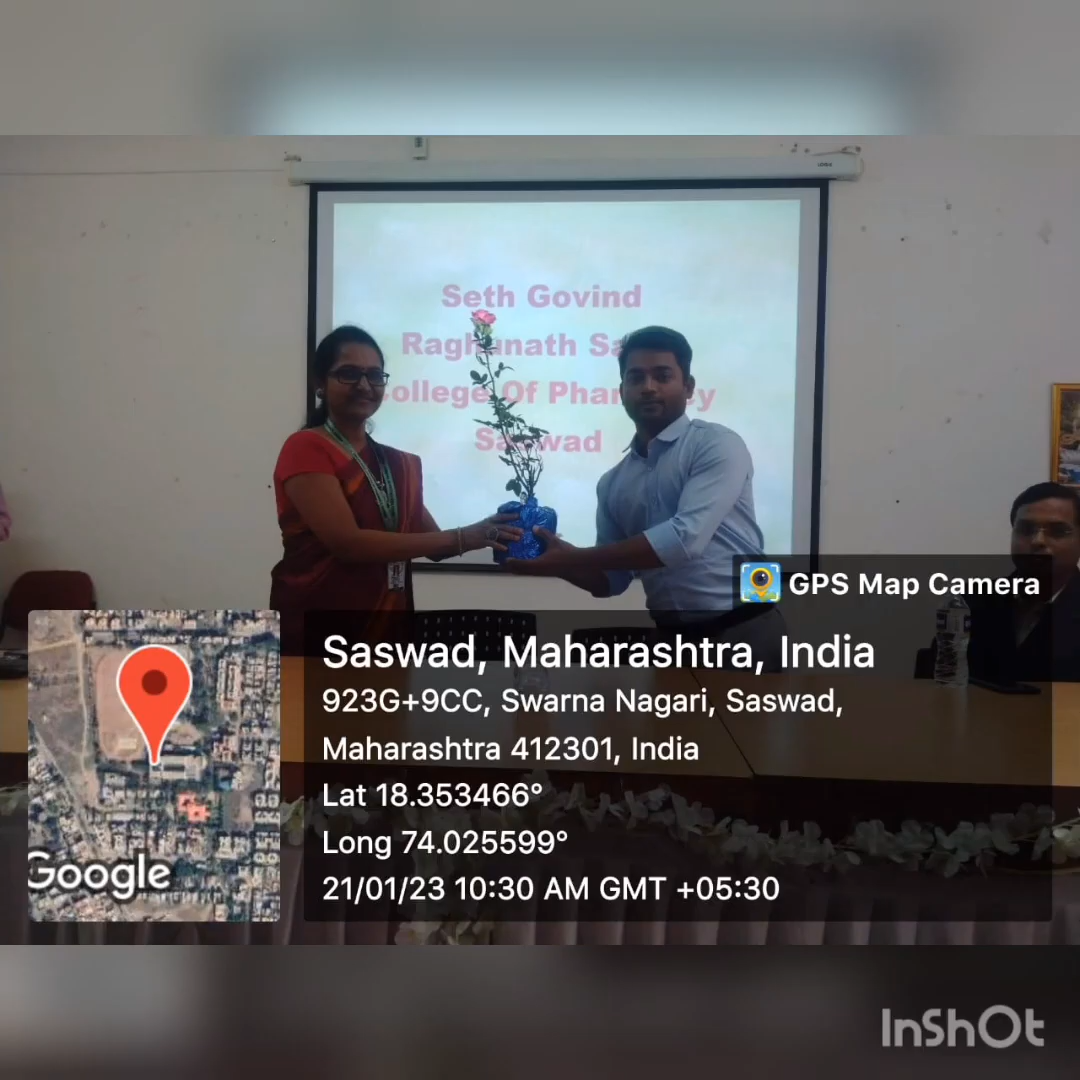 Seth Govind
College Of
GPS Map Camera
Saswad, Maharashtra, India
923G+9CC, Swarna Nagari, Saswad,
Maharashtra 412301, India
Lat 18.353466°
Long 74.025599°
21/01/23 10:30 AM GMT +05:30
Google
InShOt